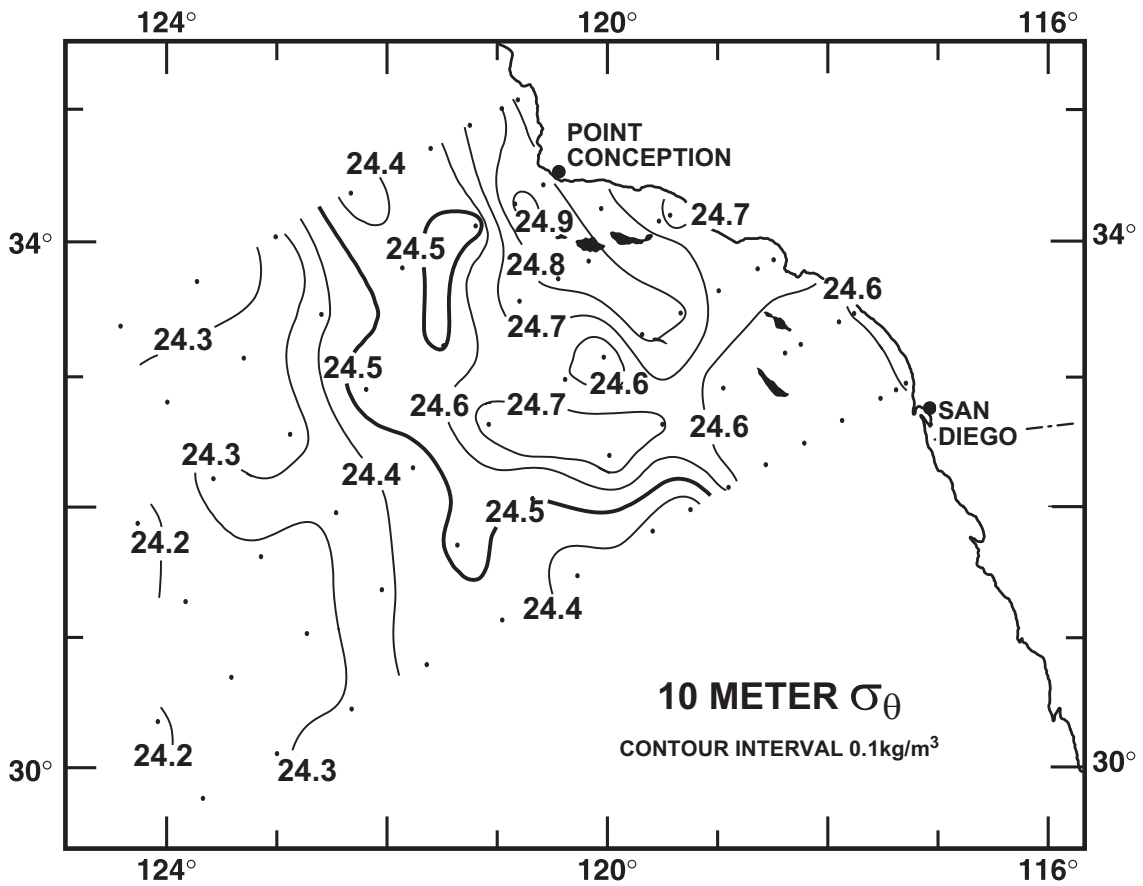 124° 120° 116°
POINT
CONCEPTION
24.4
24.9
24.7
34° 24.5 34°
24.8
24.6
24.3 24.7
24.5 24.6
24.6 24.7
24.6
SAN
DIEGO
24.3
24.4
24.5
24.2
24.4
10 METER σθ
CONTOUR INTERVAL 0.1kg/m³
24.2
30° 24.3 30°
124° 120° 116°